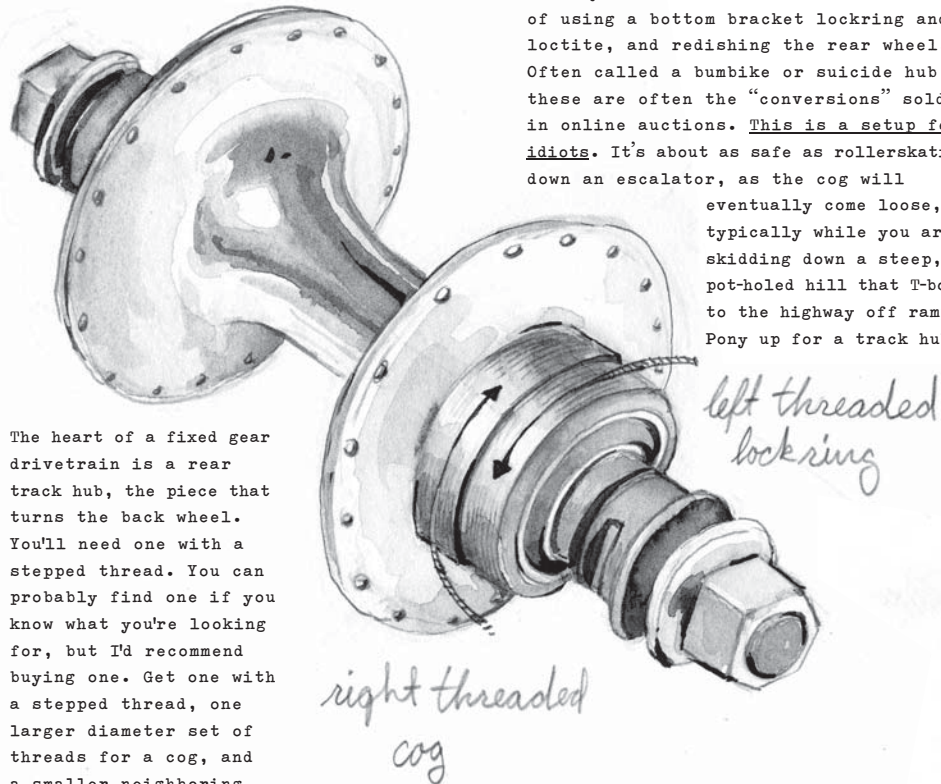 of using a bottom bracket lockring and
loctite, and redishing the rear wheel
Often called a bumbike or suicide hub
these are often the “conversions” sold
in online auctions. This is a setup fo
idiots. It’s about as safe as rollerskati
down an escalator, as the cog will
eventually come loose,
typically while you ar
skidding down a steep,
pot-holed hill that T-bo
to the highway off ram
Pony up for a track hu
left threaded
lockring
The heart of a fixed gear
drivetrain is a rear
track hub, the piece that
turns the back wheel.
You'll need one with a
stepped thread. You can
probably find one if you
know what you're looking
for, but I'd recommend
buying one. Get one with
a stepped thread, one
larger diameter set of
threads for a cog, and
a smaller neighboring
right threaded
cog